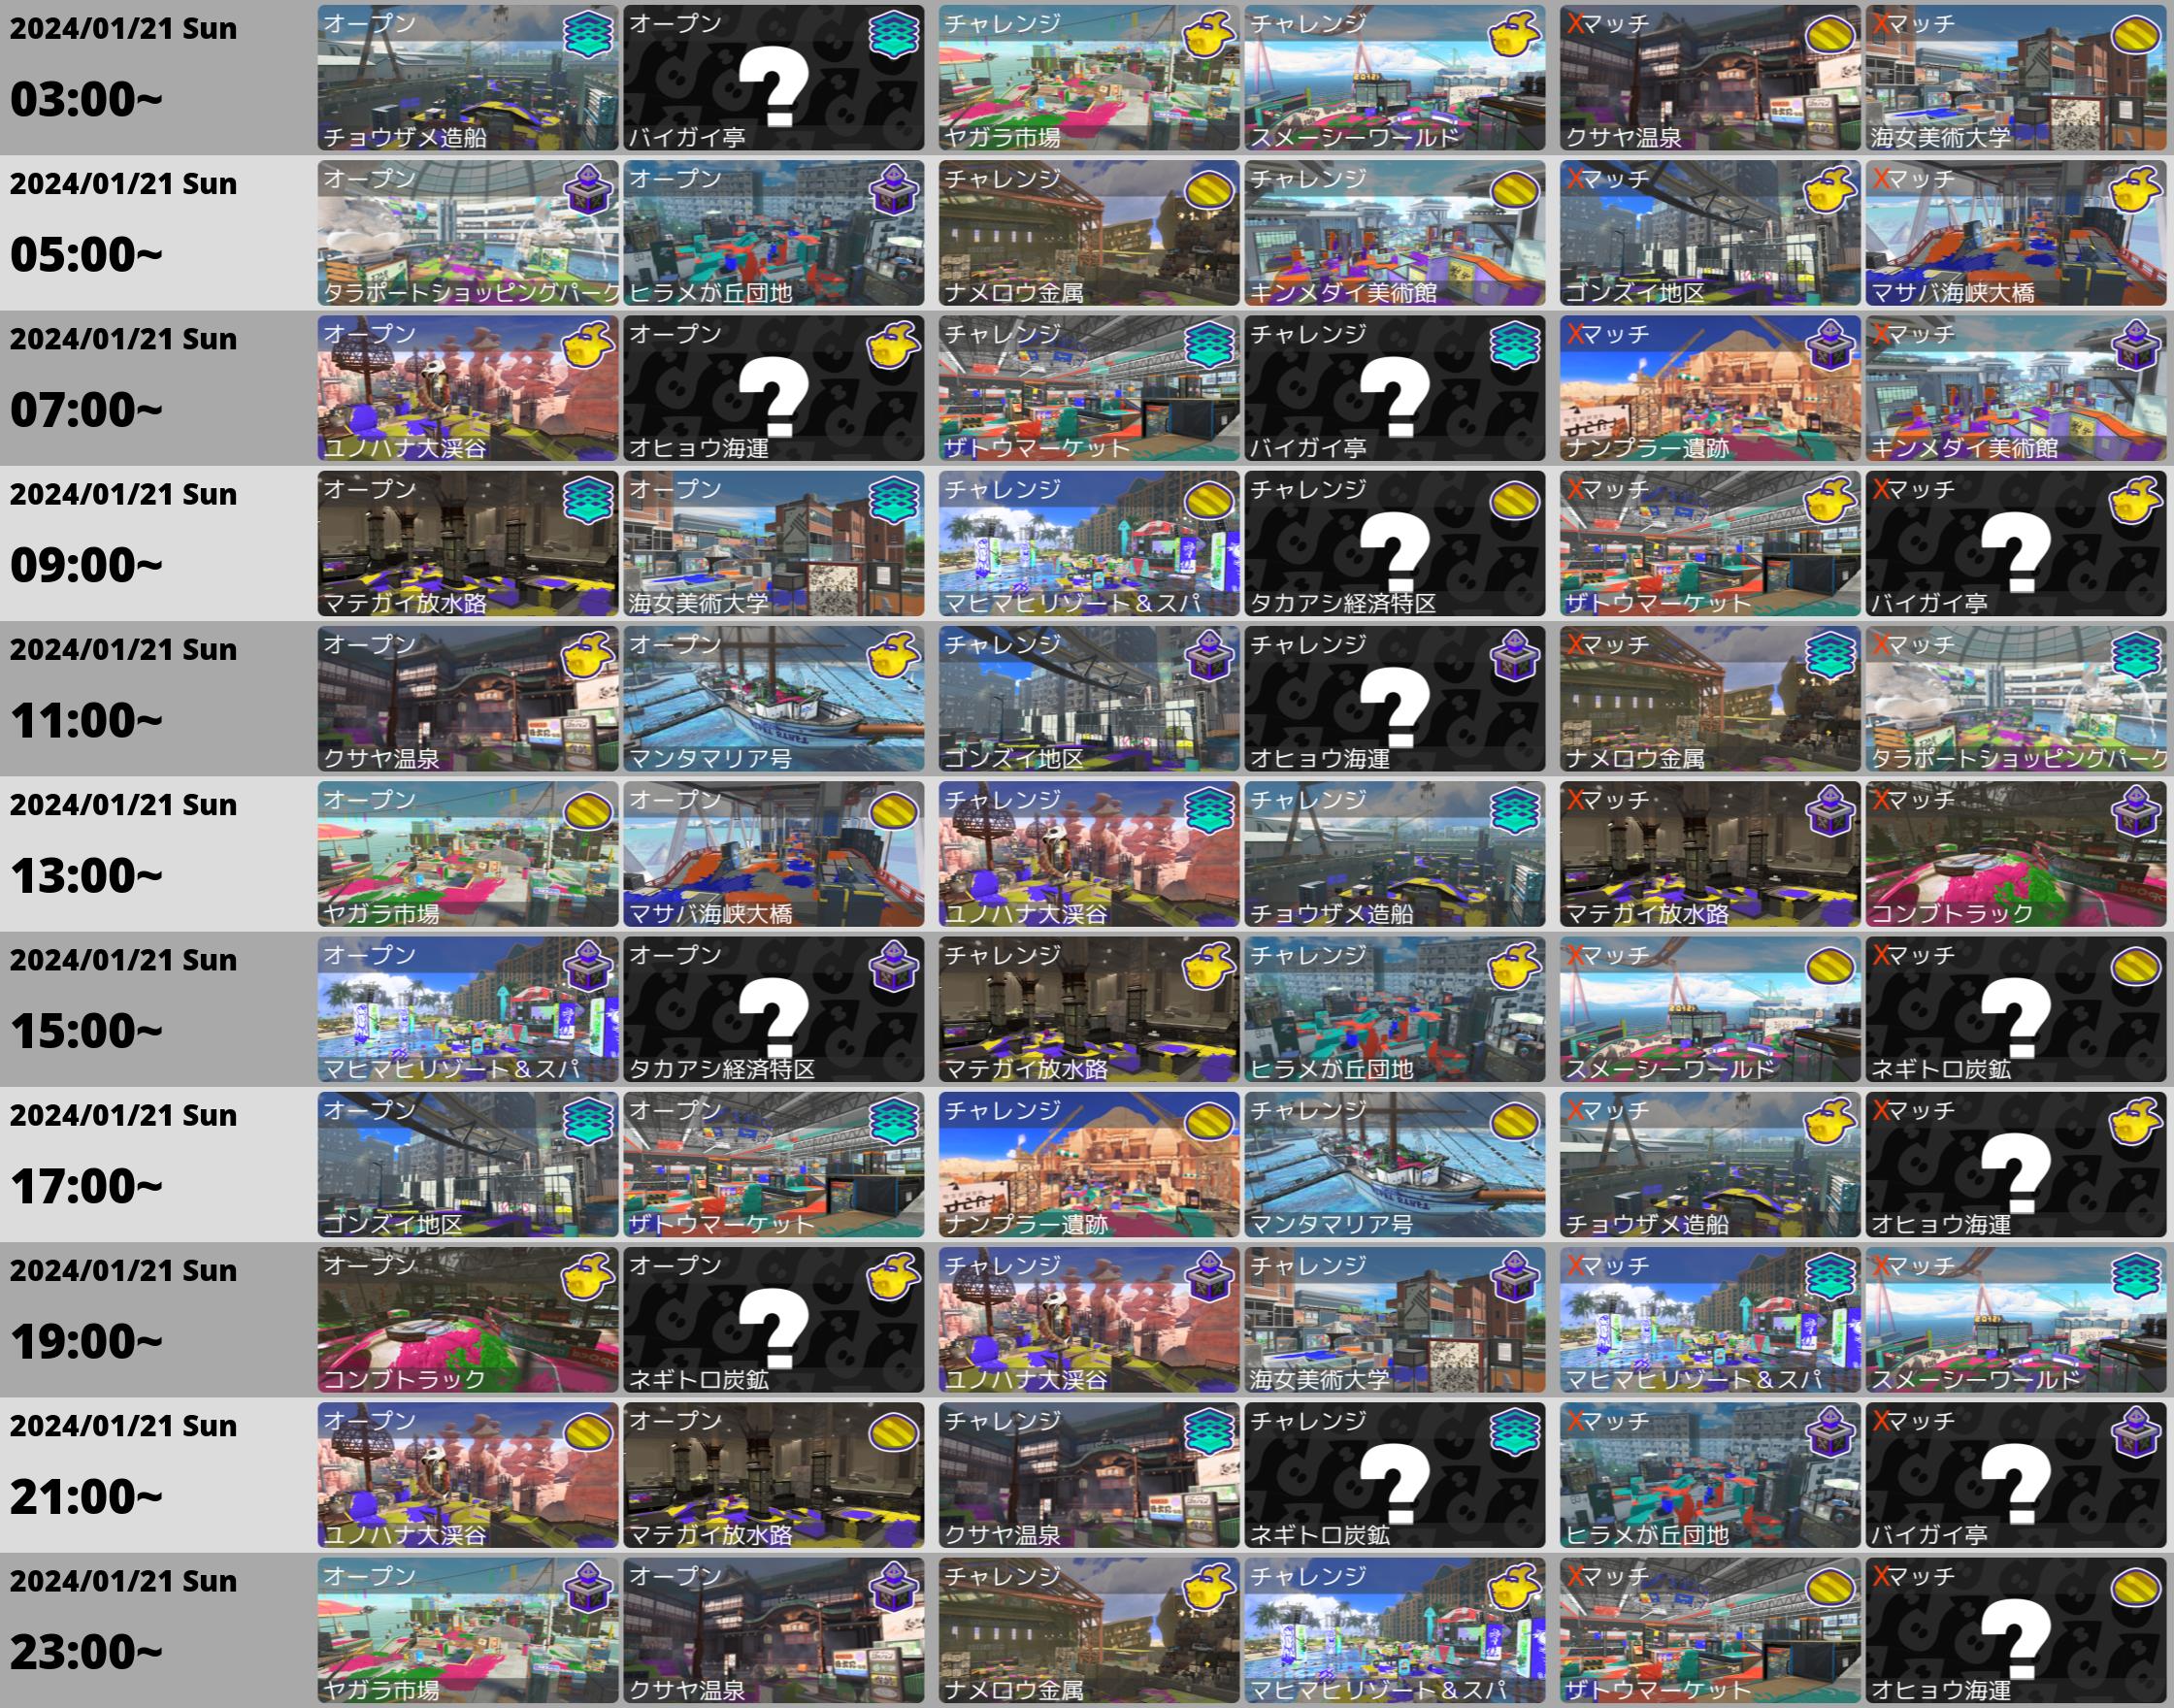 2024/01/21 Sun
03:00~
オープン
チョウザメ造船
オープン
バイガイ亭
チャレンジ
ヤガラ市場
チャレンジ
スメーシーワールド
Xマッチ
クサヤ温泉
Xマッチ
海女美術大学
2024/01/21 Sun
05:00~
オープン
タラポートショッピングパーク
オープン
ヒラメが丘団地
チャレンジ
ナメロウ金属
チャレンジ
キンメダイ美術館
Xマッチ
ゴンズイ地区
Xマッチ
マサバ海峡大橋
2024/01/21 Sun
07:00~
オープン
ユノハナ大渓谷
オープン
オヒョウ海運
チャレンジ
ザトウマーケット
チャレンジ
バイガイ亭
Xマッチ
ナンプラー遺跡
Xマッチ
キンメダイ美術館
2024/01/21 Sun
09:00~
オープン
マテガイ放水路
オープン
海女美術大学
チャレンジ
マヒマヒリゾート＆スパ
チャレンジ
タカアシ経済特区
Xマッチ
ザトウマーケット
Xマッチ
バイガイ亭
2024/01/21 Sun
11:00~
オープン
クサヤ温泉
オープン
マンタマリア号
チャレンジ
ゴンズイ地区
チャレンジ
オヒョウ海運
Xマッチ
ナメロウ金属
Xマッチ
タラポートショッピングパーク
2024/01/21 Sun
13:00~
オープン
ヤガラ市場
オープン
マサバ海峡大橋
チャレンジ
ユノハナ大渓谷
チャレンジ
チョウザメ造船
Xマッチ
マテガイ放水路
Xマッチ
コンブトラック
2024/01/21 Sun
15:00~
オープン
マヒマヒリゾート＆スパ
オープン
タカアシ経済特区
チャレンジ
マテガイ放水路
チャレンジ
ヒラメが丘団地
Xマッチ
スメーシーワールド
Xマッチ
ネギトロ炭鉱
2024/01/21 Sun
17:00~
オープン
ゴンズイ地区
オープン
ザトウマーケット
チャレンジ
ナンプラー遺跡
チャレンジ
マンタマリア号
Xマッチ
チョウザメ造船
Xマッチ
オヒョウ海運
2024/01/21 Sun
19:00~
オープン
コンブトラック
オープン
ネギトロ炭鉱
チャレンジ
ユノハナ大渓谷
チャレンジ
海女美術大学
Xマッチ
マヒマヒリゾート＆スパ
Xマッチ
スメーシーワールド
2024/01/21 Sun
21:00~
オープン
ユノハナ大渓谷
オープン
マテガイ放水路
チャレンジ
クサヤ温泉
チャレンジ
ネギトロ炭鉱
Xマッチ
ヒラメが丘団地
Xマッチ
バイガイ亭
2024/01/21 Sun
23:00~
オープン
ヤガラ市場
オープン
クサヤ温泉
チャレンジ
ナメロウ金属
チャレンジ
マヒマヒリゾート＆スパ
Xマッチ
ザトウマーケット
Xマッチ
オヒョウ海運